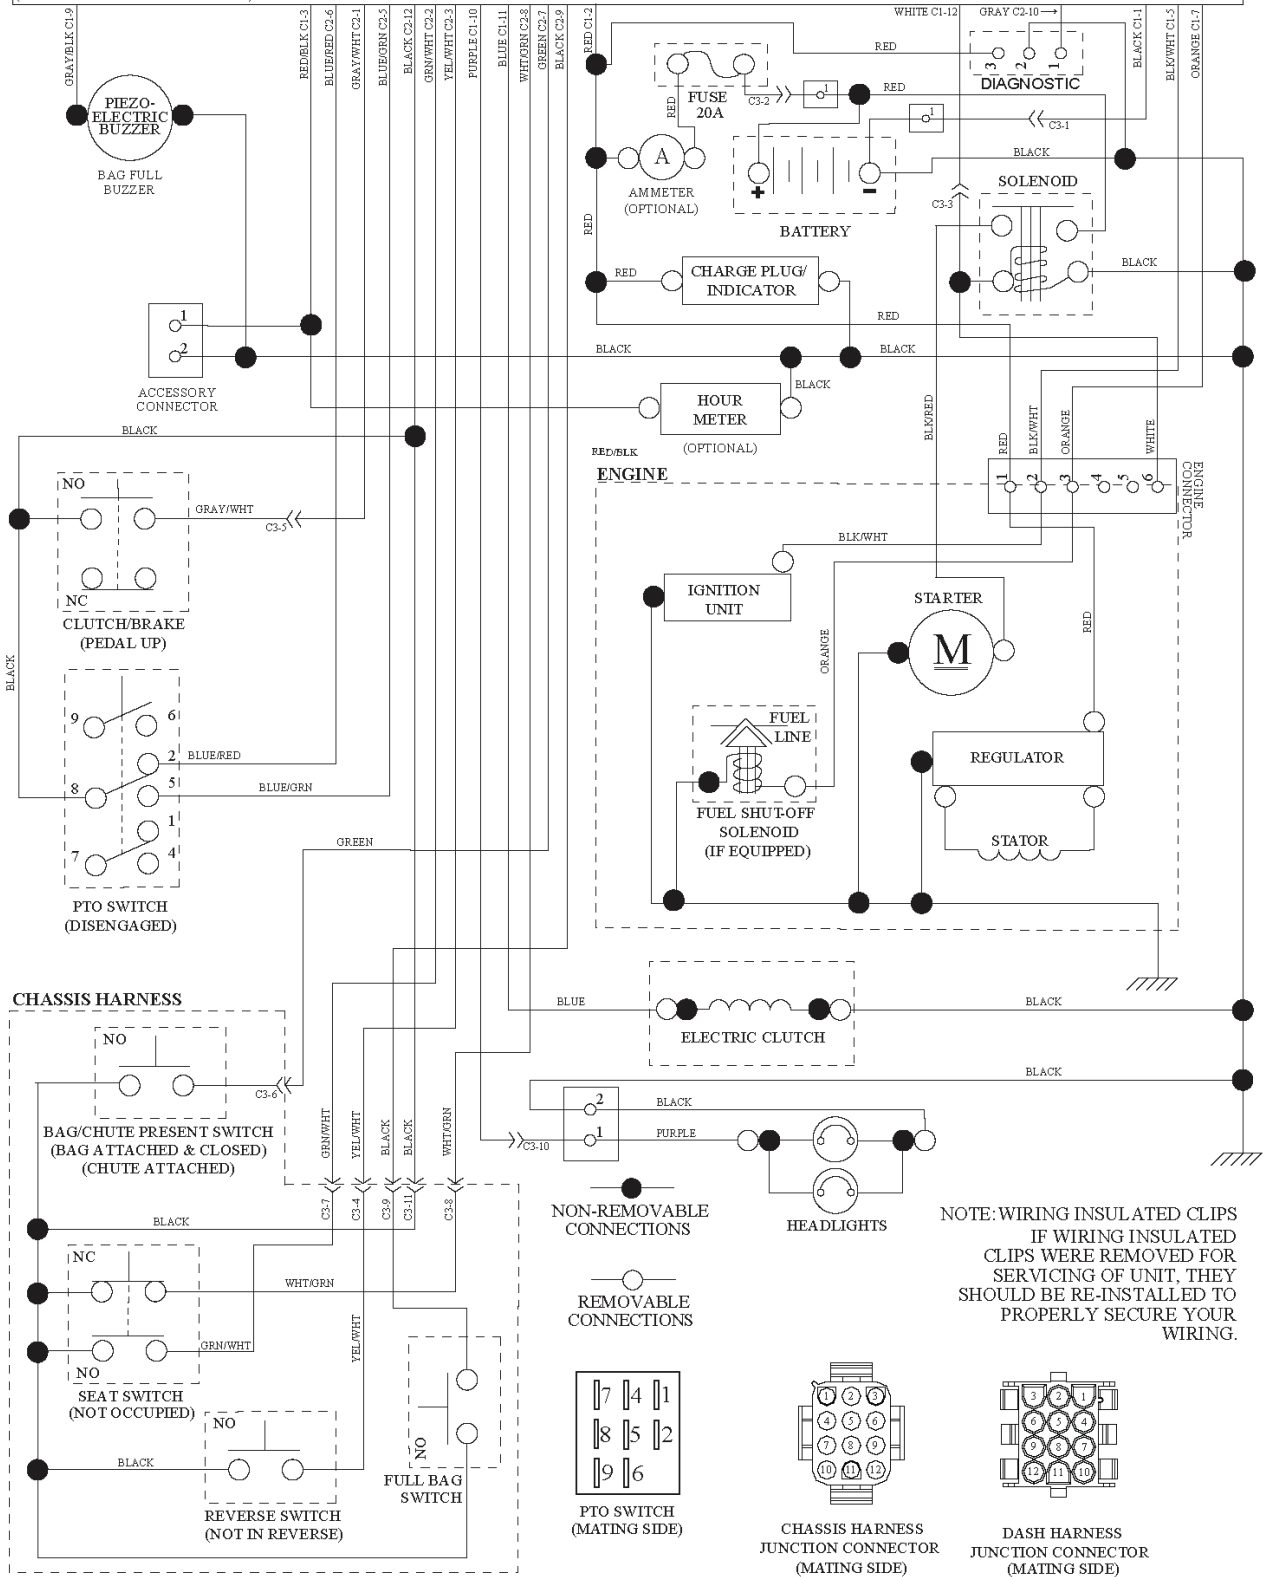 GRAY/BLK C1-9
RED/BLK C1-3
BLUE/RED C2-6
GRAY/WHT C2-1
BLUE/GRN C2-5
BLACK C2-12
GRN/WHT C2-2
YEL/WHT C2-3
PURPLE C1-10
BLUE C1-11
WHT/GRN C2-8
GREEN C2-7
BLACK C2-9
RED C1-2
WHITE C1-12
GRAY C2-10→
BLACK C1-1
BLK/WHT C1-5
ORANGE C1-7
PIEZO-
ELECTRIC
BUZZER
BAG FULL
BUZZER
RED
3
2
1
DIAGNOSTIC
FUSE
20A
C3-2
1
RED
1
C3-1
RED
A
AMMETER
(OPTIONAL)
+
-
BATTERY
BLACK
C3-3
SOLENOID
BLACK
RED
RED
CHARGE PLUG/
INDICATOR
RED
1
2
ACCESSORY
CONNECTOR
BLACK
BLACK
BLACK
HOUR
METER
(OPTIONAL)
RED/BLK
BLK/RED
RED
BLK/WHT
ORANGE
WHITE
ENGINE
1
2
3
4
5
6
ENGINE
CONNECTOR
BLACK
NO
GRAY/WHT
C3-5
NC
CLUTCH/BRAKE
(PEDAL UP)
BLACK
9
6
2
BLUE/RED
8
5
BLUE/GRN
1
7
4
PTO SWITCH
(DISENGAGED)
BLK/WHT
IGNITION
UNIT
STARTER
M
ORANGE
RED
FUEL
LINE
REGULATOR
FUEL SHUT-OFF
SOLENOID
(IF EQUIPPED)
STATOR
GREEN
CHASSIS HARNESS
NO
C3-6
BAG/CHUTE PRESENT SWITCH
(BAG ATTACHED & CLOSED)
(CHUTE ATTACHED)
BLUE
ELECTRIC CLUTCH
BLACK
BLACK
2
BLACK
1
PURPLE
C3-10
HEADLIGHTS
GRN/WHT
YEL/WHT
BLACK
BLACK
WHT/GRN
C3-7
C3-4
C3-9
C3-11
C3-8
BLACK
NC
WHT/GRN
GRN/WHT
YEL/WHT
NO
SEAT SWITCH
(NOT OCCUPIED)
NO
BLACK
REVERSE SWITCH
(NOT IN REVERSE)
NO
FULL BAG
SWITCH
NON-REMOVABLE
CONNECTIONS
REMOVABLE
CONNECTIONS
NOTE: WIRING INSULATED CLIPS
IF WIRING INSULATED
CLIPS WERE REMOVED FOR
SERVICING OF UNIT, THEY
SHOULD BE RE-INSTALLED TO
PROPERLY SECURE YOUR
WIRING.
7 4 1
8 5 2
9 6
PTO SWITCH
(MATING SIDE)
1 2 3
4 5 6
7 8 9
10 11 12
CHASSIS HARNESS
JUNCTION CONNECTOR
(MATING SIDE)
3 2 1
6 5 4
9 8 7
12 11 10
DASH HARNESS
JUNCTION CONNECTOR
(MATING SIDE)